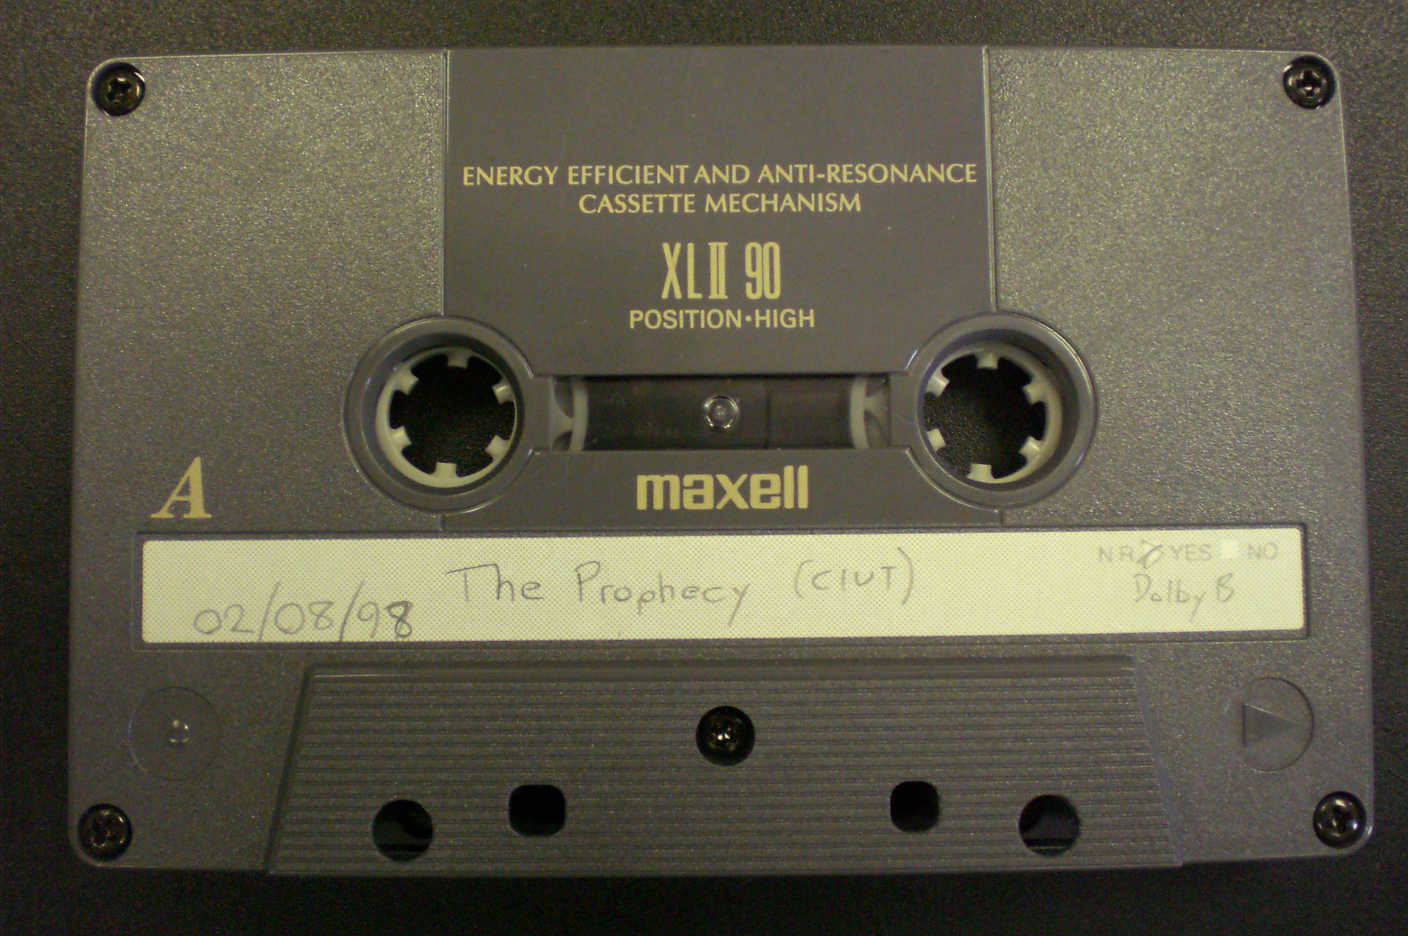 ENERGY EFFICIENT AND ANTI-RESONANCE
CASSETTE MECHANISM
XLII 90
POSITION·HIGH
maxell
A
N R YES NO
The Prophecy (CIUT)
Dolby B
02/08/98